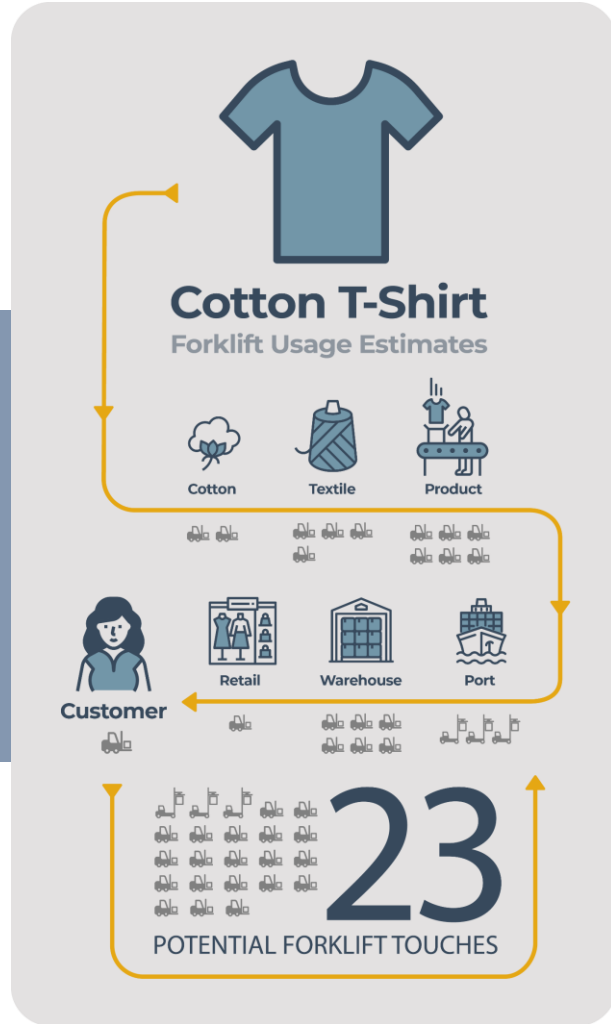 Cotton T-Shirt
Forklift Usage Estimates
Cotton
Textile
Product
Retail
Warehouse
Port
Customer
23
POTENTIAL FORKLIFT TOUCHES